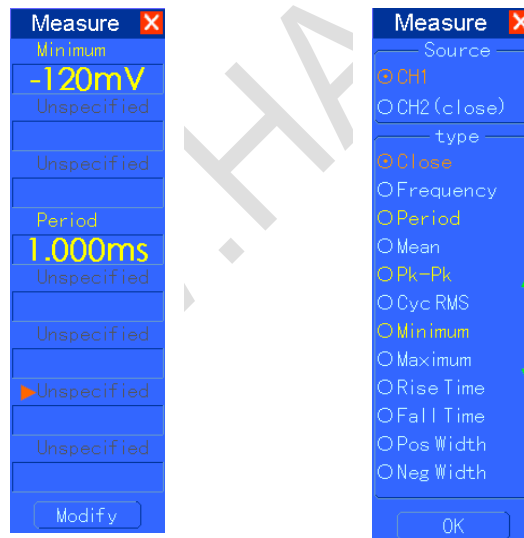 Measure X
Minimum
-120mV
Unspecified
Unspecified
Period
1.000ms
Unspecified
Unspecified
Unspecified
Unspecified
Modify
Measure X
Source
CH1
CH2(close)
type
Close
Frequency
Period
Mean
Pk-Pk
Cyc RMS
Minimum
Maximum
Rise Time
Fall Time
Pos Width
Neg Width
OK
.HA